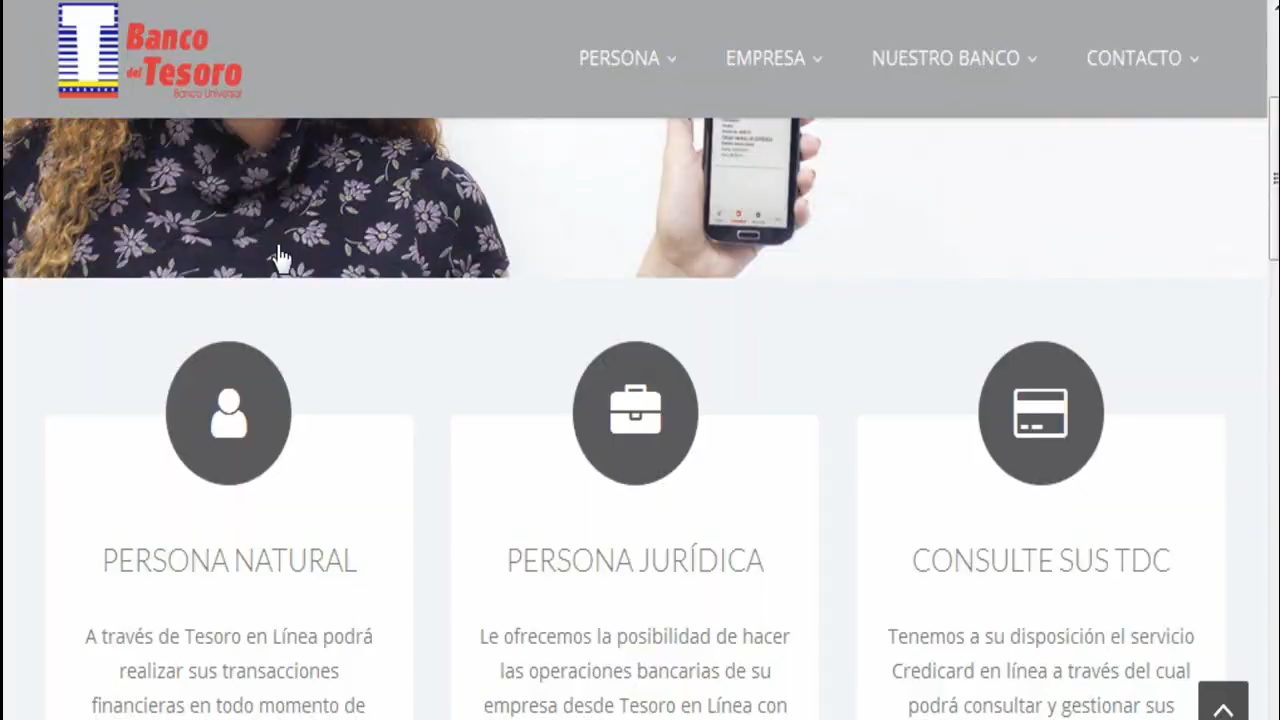 T Banco
del Tesoro
Banco Universal
PERSONA EMPRESA NUESTRO BANCO CONTACTO
PERSONA NATURAL
A través de Tesoro en Línea podrá
realizar sus transacciones
financieras en todo momento de
PERSONA JURÍDICA
Le ofrecemos la posibilidad de hacer
las operaciones bancarias de su
empresa desde Tesoro en Línea con
CONSULTE SUS TDC
Tenemos a su disposición el servicio
Credicard en línea a través del cual
podrá consultar y gestionar sus